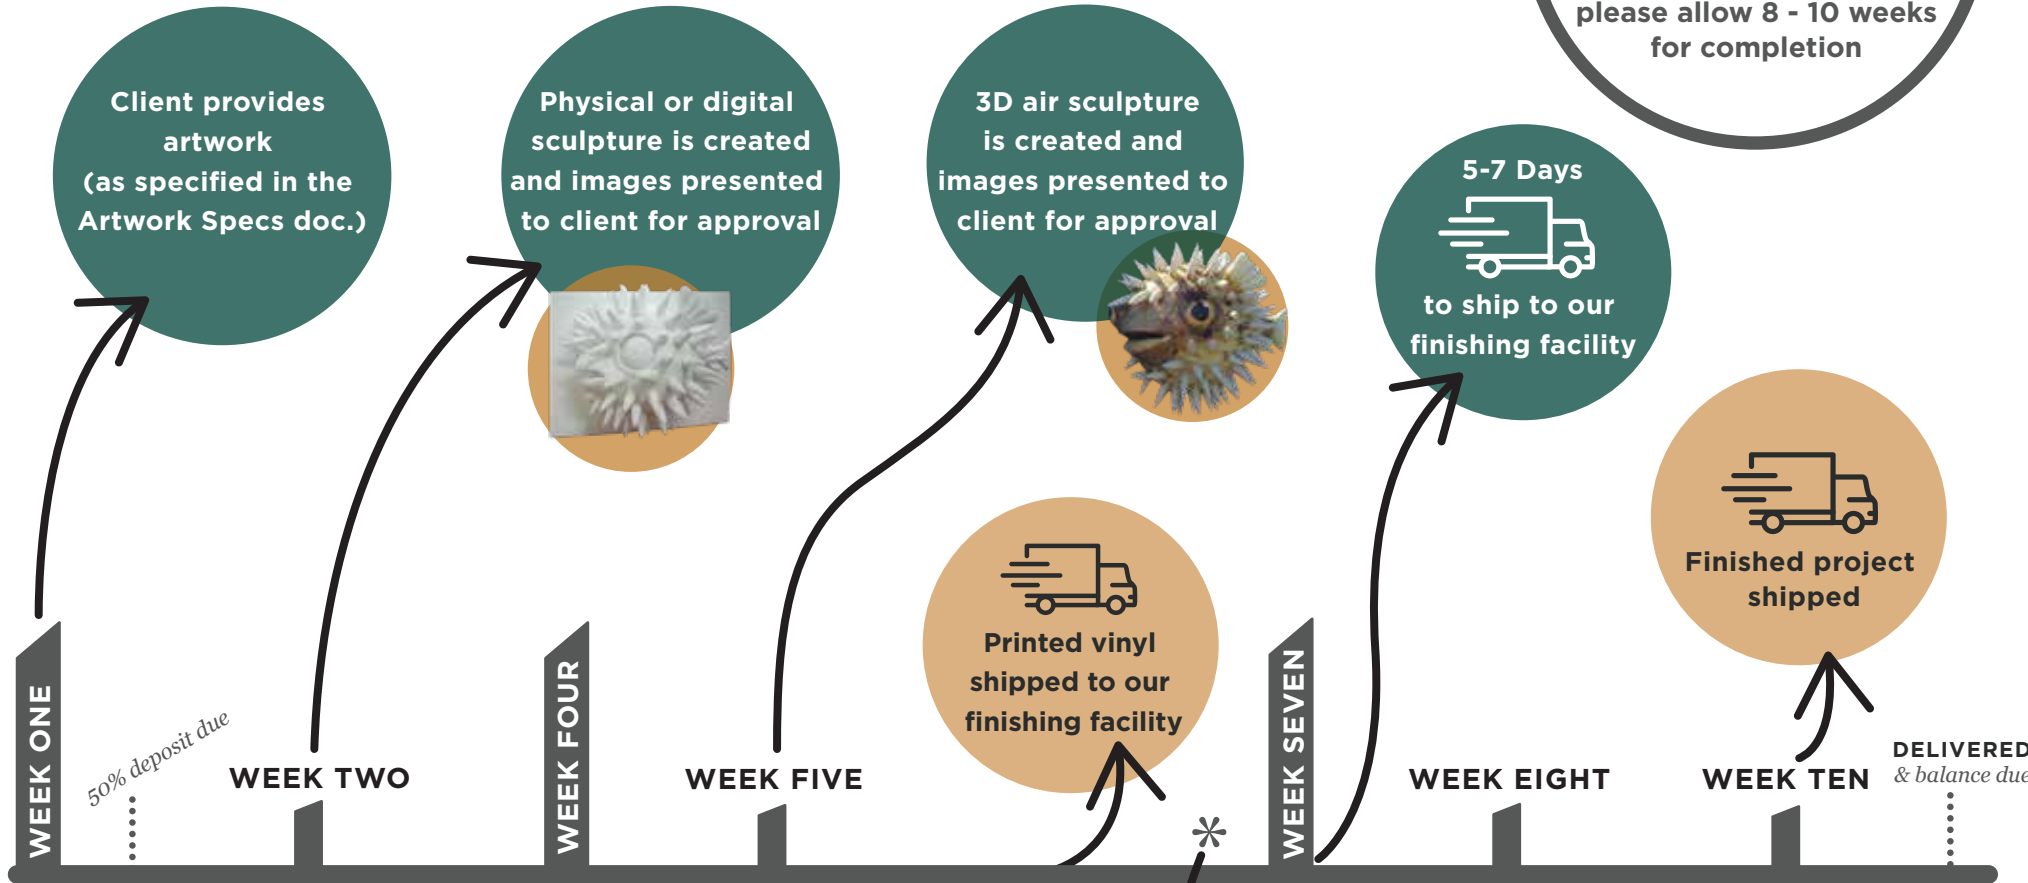 please allow 8 - 10 weeks
for completion
Client provides
artwork
(as specified in the
Artwork Specs doc.)
Physical or digital
sculpture is created
and images presented
to client for approval
3D air sculpture
is created and
images presented to
client for approval
5-7 Days
to ship to our
finishing facility
Printed vinyl
shipped to our
finishing facility
Finished project
shipped
WEEK ONE
50% deposit due
WEEK TWO
WEEK FOUR
WEEK FIVE
*
WEEK SEVEN
WEEK EIGHT
WEEK TEN
DELIVERED
& balance due